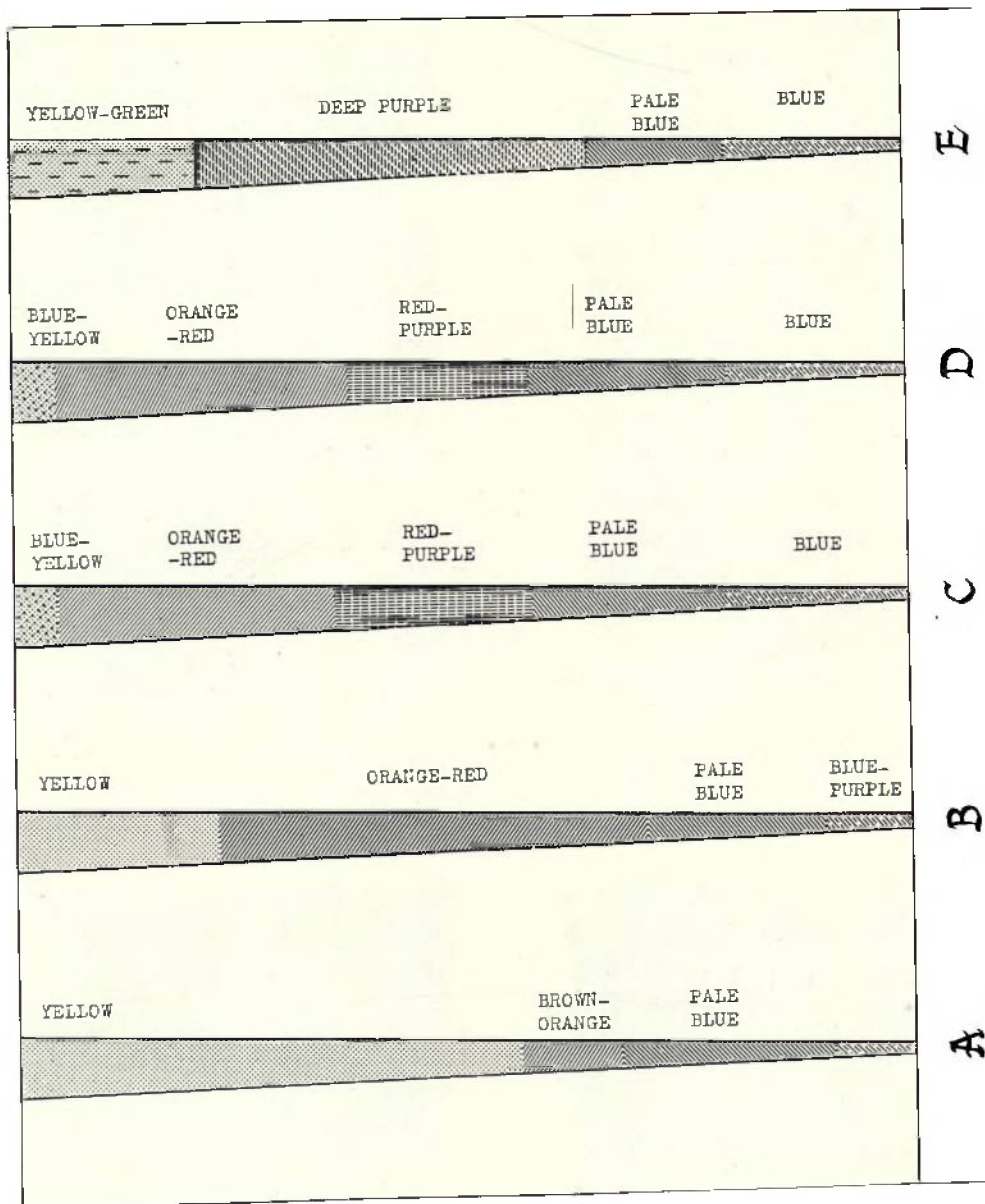 YELLOW-GREEN
DEEP PURPLE
PALE
BLUE
BLUE
E
BLUE-
YELLOW
ORANGE
-RED
RED-
PURPLE
PALE
BLUE
BLUE
D
BLUE-
YELLOW
ORANGE
-RED
RED-
PURPLE
PALE
BLUE
BLUE
C
YELLOW
ORANGE-RED
PALE
BLUE
BLUE-
PURPLE
B
YELLOW
BROWN-
ORANGE
PALE
BLUE
A